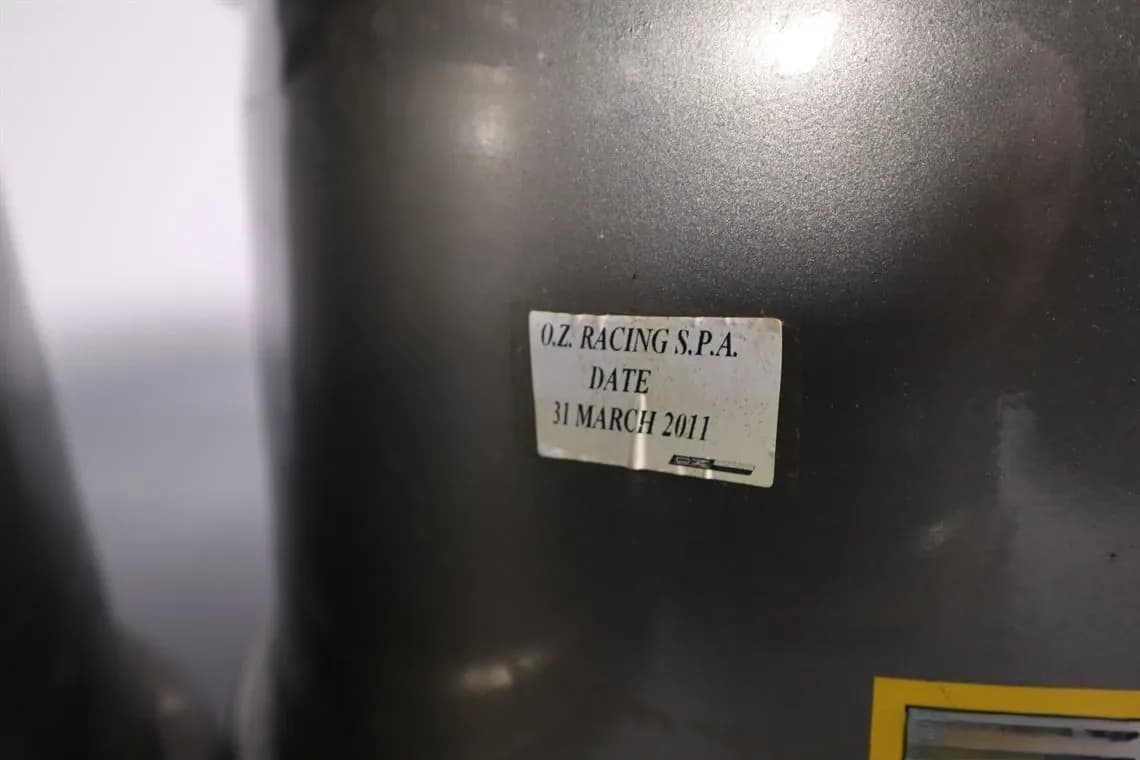 O.Z. RACING S.P.A.
DATE
31 MARCH 2011